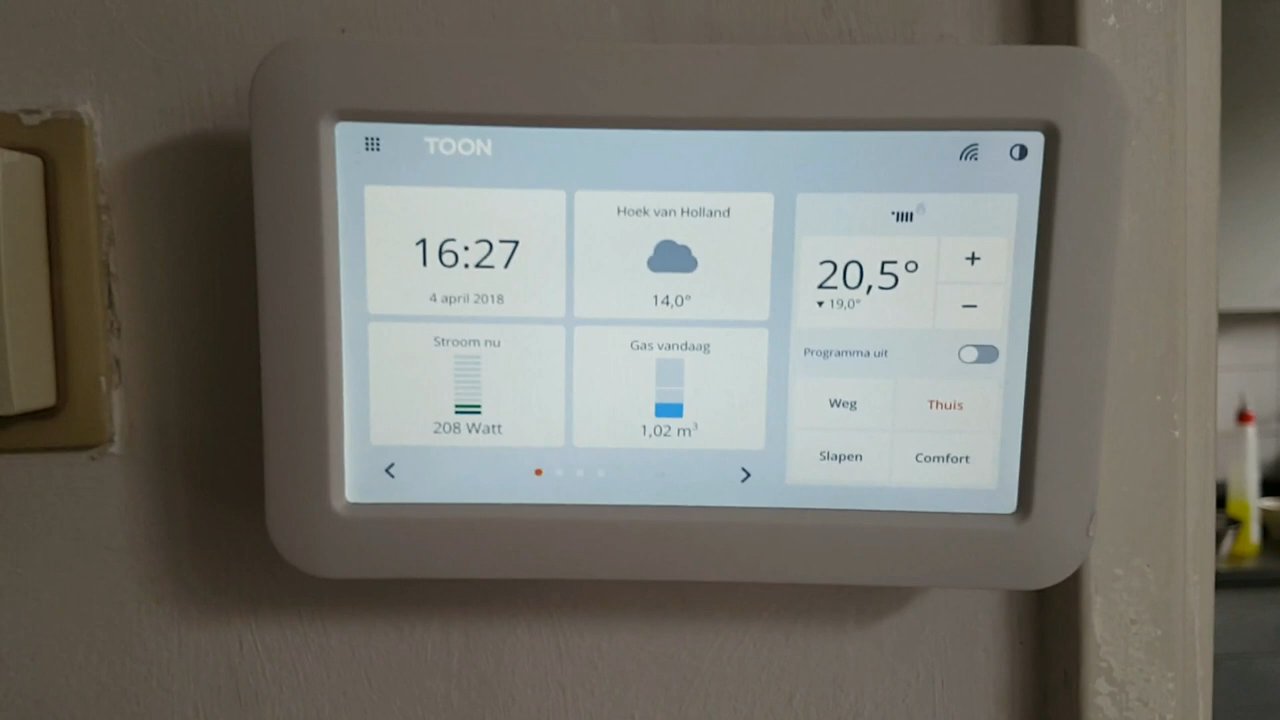 TOON
16:27
4 april 2018
Hoek van Holland
14,0°
Stroom nu
208 Watt
Gas vandaag
1,02 m³
20,5°
▼ 19,0°
+
−
Programma uit
Weg
Thuis
Slapen
Comfort